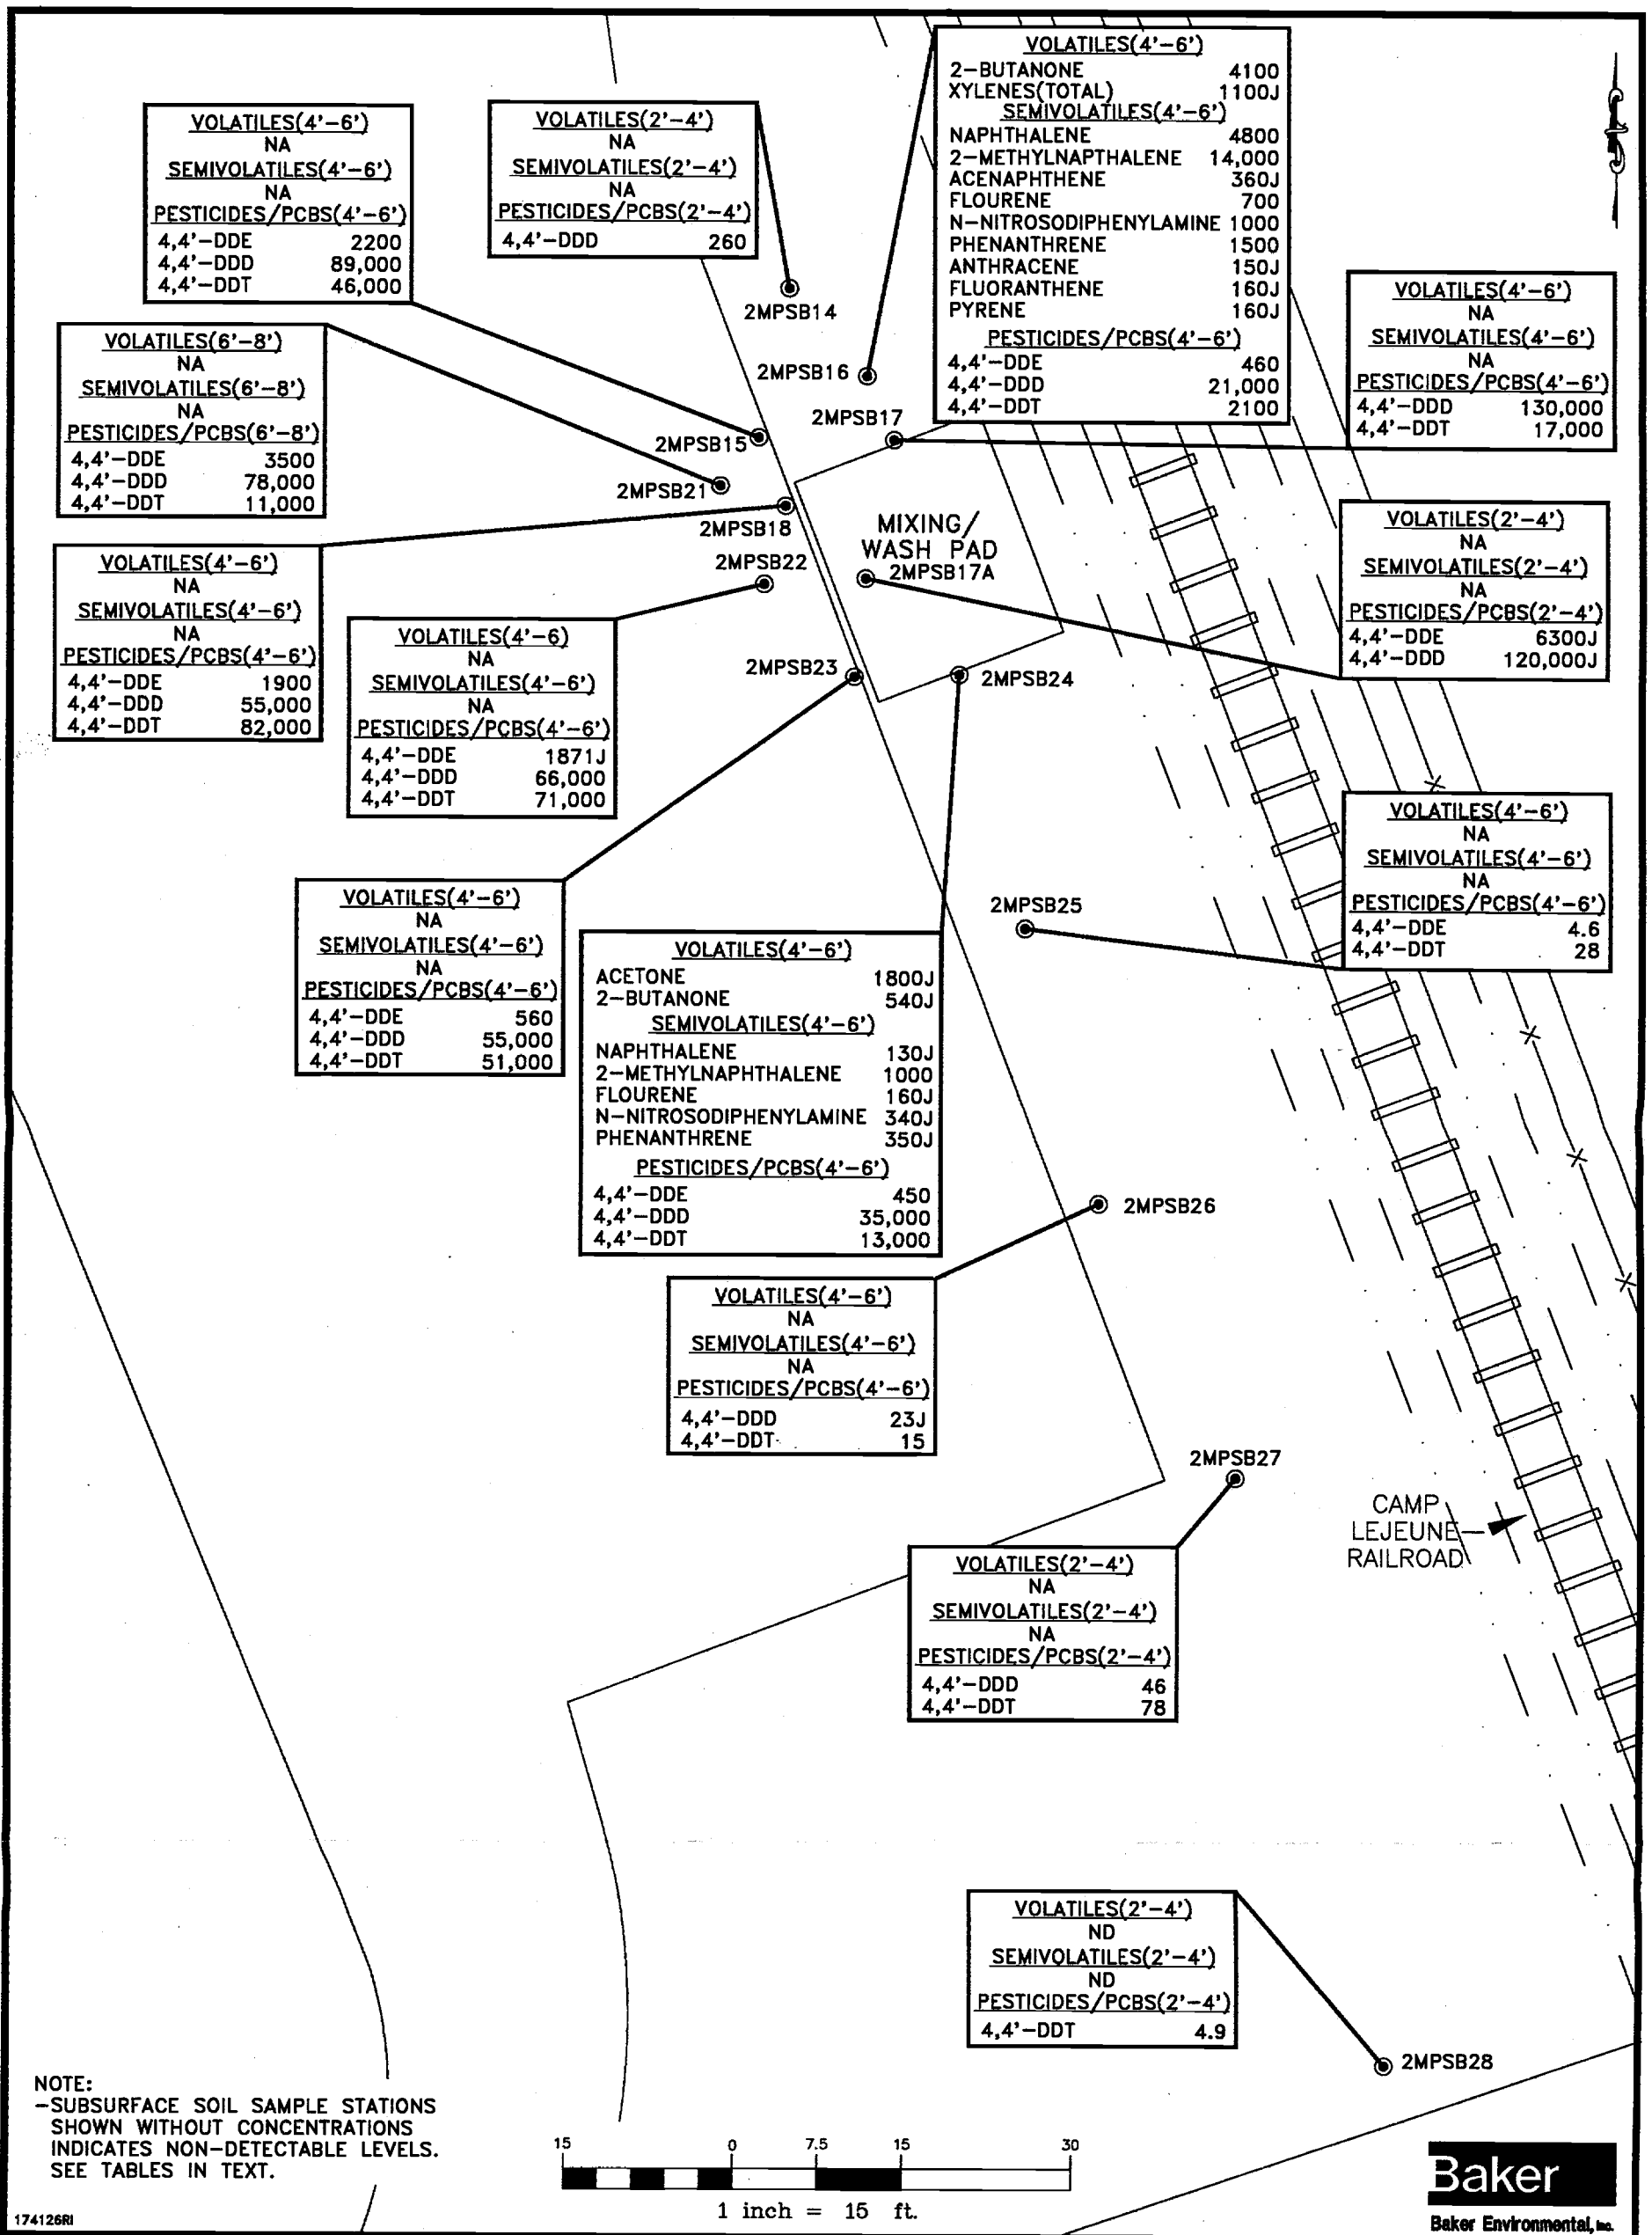 VOLATILES(4'-6')
2-BUTANONE 4100
XYLENES(TOTAL) 1100J
SEMIVOLATILES(4'-6')
NAPHTHALENE 4800
2-METHYLNAPTHALENE 14,000
ACENAPHTHENE 360J
FLOURENE 700
N-NITROSODIPHENYLAMINE 1000
PHENANTHRENE 1500
ANTHRACENE 150J
FLUORANTHENE 160J
PYRENE 160J
PESTICIDES/PCBS(4'-6')
4,4'-DDE 460
4,4'-DDD 21,000
4,4'-DDT 2100
VOLATILES(4'-6')
NA
SEMIVOLATILES(4'-6')
NA
PESTICIDES/PCBS(4'-6')
4,4'-DDE 2200
4,4'-DDD 89,000
4,4'-DDT 46,000
VOLATILES(2'-4')
NA
SEMIVOLATILES(2'-4')
NA
PESTICIDES/PCBS(2'-4')
4,4'-DDD 260
2MPSB14
2MPSB16
2MPSB17
2MPSB15
2MPSB21
2MPSB18
2MPSB22
MIXING/
WASH PAD
2MPSB17A
2MPSB23
2MPSB24
VOLATILES(4'-6')
NA
SEMIVOLATILES(4'-6')
NA
PESTICIDES/PCBS(4'-6')
4,4'-DDD 130,000
4,4'-DDT 17,000
VOLATILES(6'-8')
NA
SEMIVOLATILES(6'-8')
NA
PESTICIDES/PCBS(6'-8')
4,4'-DDE 3500
4,4'-DDD 78,000
4,4'-DDT 11,000
VOLATILES(2'-4')
NA
SEMIVOLATILES(2'-4')
NA
PESTICIDES/PCBS(2'-4')
4,4'-DDE 6300J
4,4'-DDD 120,000J
VOLATILES(4'-6')
NA
SEMIVOLATILES(4'-6')
NA
PESTICIDES/PCBS(4'-6')
4,4'-DDE 1900
4,4'-DDD 55,000
4,4'-DDT 82,000
VOLATILES(4'-6)
NA
SEMIVOLATILES(4'-6')
NA
PESTICIDES/PCBS(4'-6')
4,4'-DDE 1871J
4,4'-DDD 66,000
4,4'-DDT 71,000
VOLATILES(4'-6')
NA
SEMIVOLATILES(4'-6')
NA
PESTICIDES/PCBS(4'-6')
4,4'-DDE 4.6
4,4'-DDT 28
VOLATILES(4'-6')
NA
SEMIVOLATILES(4'-6')
NA
PESTICIDES/PCBS(4'-6')
4,4'-DDE 560
4,4'-DDD 55,000
4,4'-DDT 51,000
2MPSB25
VOLATILES(4'-6')
ACETONE 1800J
2-BUTANONE 540J
SEMIVOLATILES(4'-6')
NAPHTHALENE 130J
2-METHYLNAPHTHALENE 1000
FLOURENE 160J
N-NITROSODIPHENYLAMINE 340J
PHENANTHRENE 350J
PESTICIDES/PCBS(4'-6')
4,4'-DDE 450
4,4'-DDD 35,000
4,4'-DDT 13,000
2MPSB26
VOLATILES(4'-6')
NA
SEMIVOLATILES(4'-6')
NA
PESTICIDES/PCBS(4'-6')
4,4'-DDD 23J
4,4'-DDT 15
2MPSB27
CAMP
LEJEUNE
RAILROAD
VOLATILES(2'-4')
NA
SEMIVOLATILES(2'-4')
NA
PESTICIDES/PCBS(2'-4')
4,4'-DDD 46
4,4'-DDT 78
VOLATILES(2'-4')
ND
SEMIVOLATILES(2'-4')
ND
PESTICIDES/PCBS(2'-4')
4,4'-DDT 4.9
2MPSB28
NOTE:
-SUBSURFACE SOIL SAMPLE STATIONS
SHOWN WITHOUT CONCENTRATIONS
INDICATES NON-DETECTABLE LEVELS.
SEE TABLES IN TEXT.
15 0 7.5 15 30
1 inch = 15 ft.
Baker
Baker Environmental, Inc.
174126RI